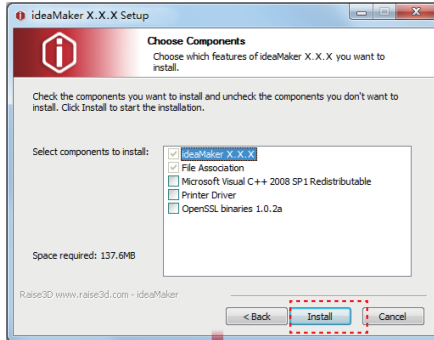 ideaMaker X.X.X Setup
Choose Components
Choose which features of ideaMaker X.X.X you want to
install.
Check the components you want to install and uncheck the components you don't want to
install. Click Install to start the installation.
Select components to install:
ideaMaker X.X.X
File Association
Microsoft Visual C++ 2008 SP1 Redistributable
Printer Driver
OpenSSL binaries 1.0.2a
Space required: 137.6MB
Raise3D www.raise3d.com - ideaMaker
< Back Install Cancel